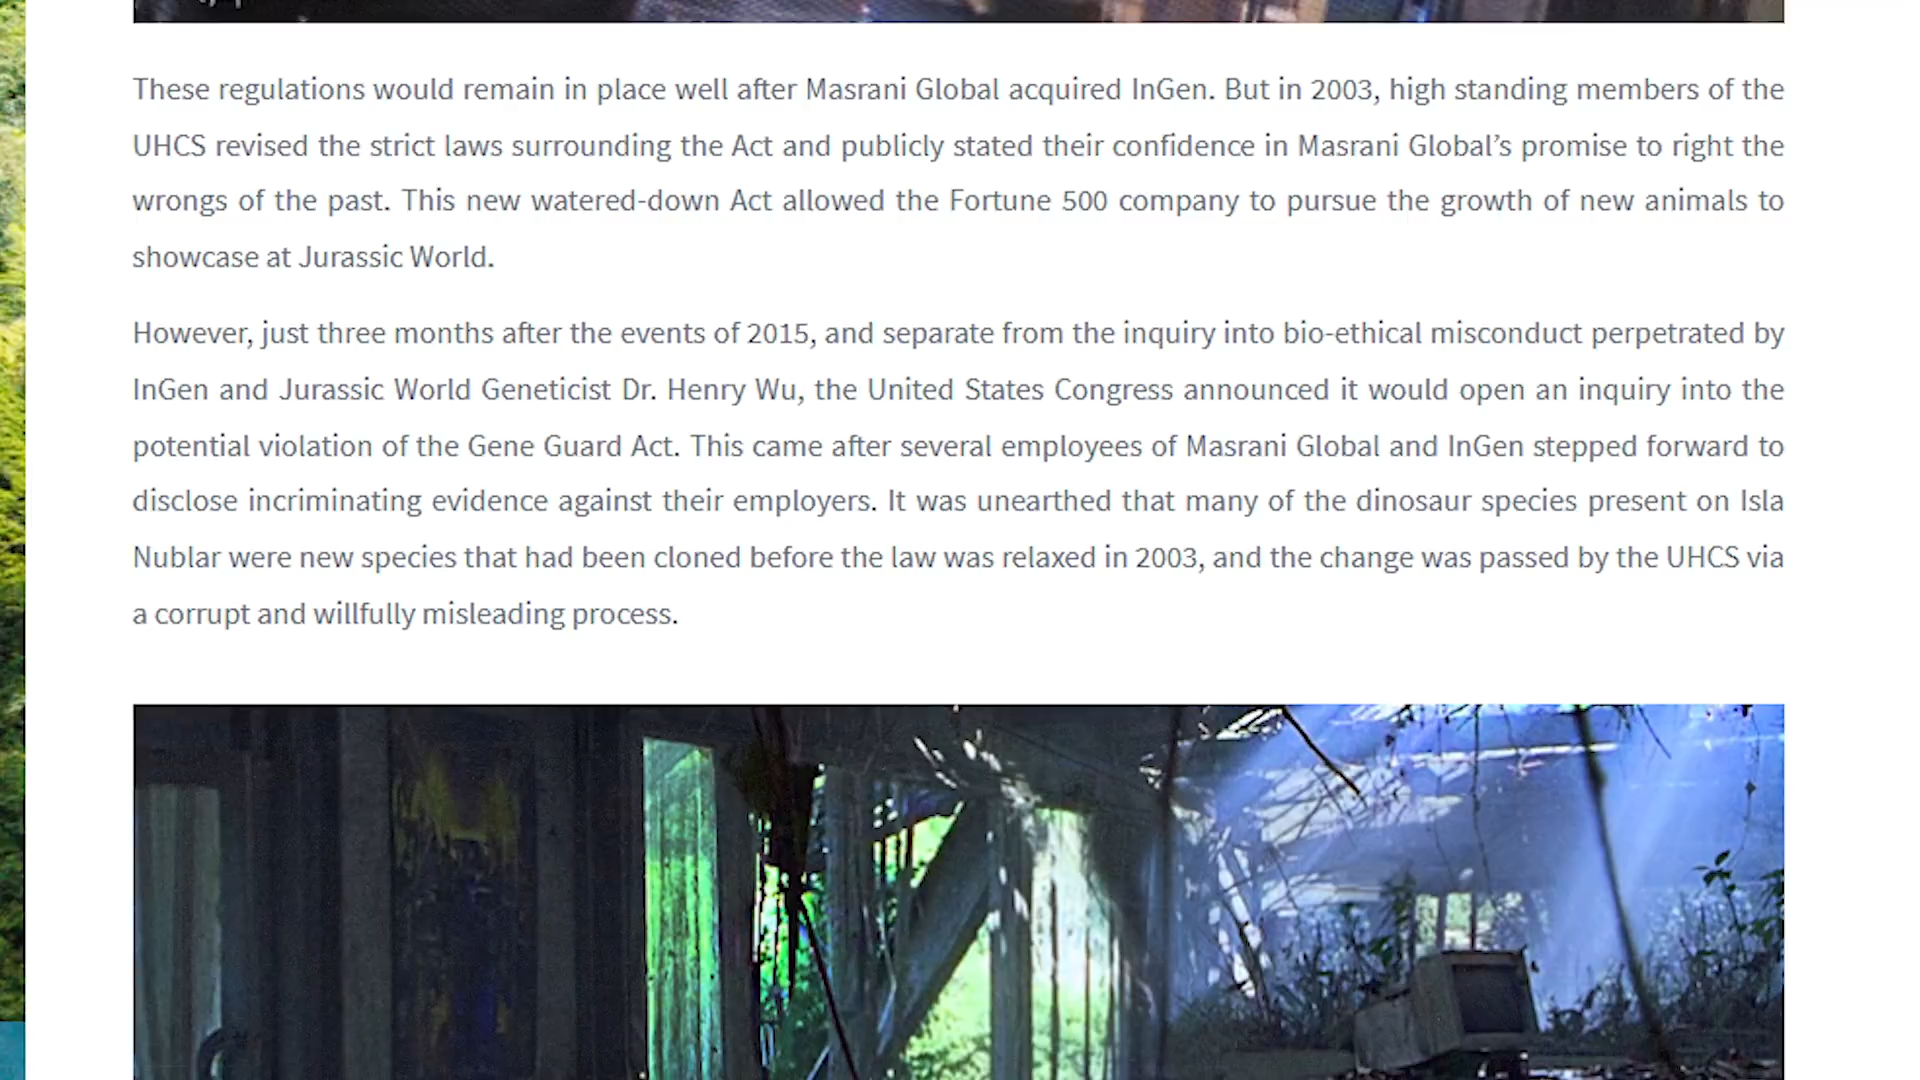 These regulations would remain in place well after Masrani Global acquired InGen. But in 2003, high standing members of the
UHCS revised the strict laws surrounding the Act and publicly stated their confidence in Masrani Global’s promise to right the
wrongs of the past. This new watered-down Act allowed the Fortune 500 company to pursue the growth of new animals to
showcase at Jurassic World.
However, just three months after the events of 2015, and separate from the inquiry into bio-ethical misconduct perpetrated by
InGen and Jurassic World Geneticist Dr. Henry Wu, the United States Congress announced it would open an inquiry into the
potential violation of the Gene Guard Act. This came after several employees of Masrani Global and InGen stepped forward to
disclose incriminating evidence against their employers. It was unearthed that many of the dinosaur species present on Isla
Nublar were new species that had been cloned before the law was relaxed in 2003, and the change was passed by the UHCS via
a corrupt and willfully misleading process.